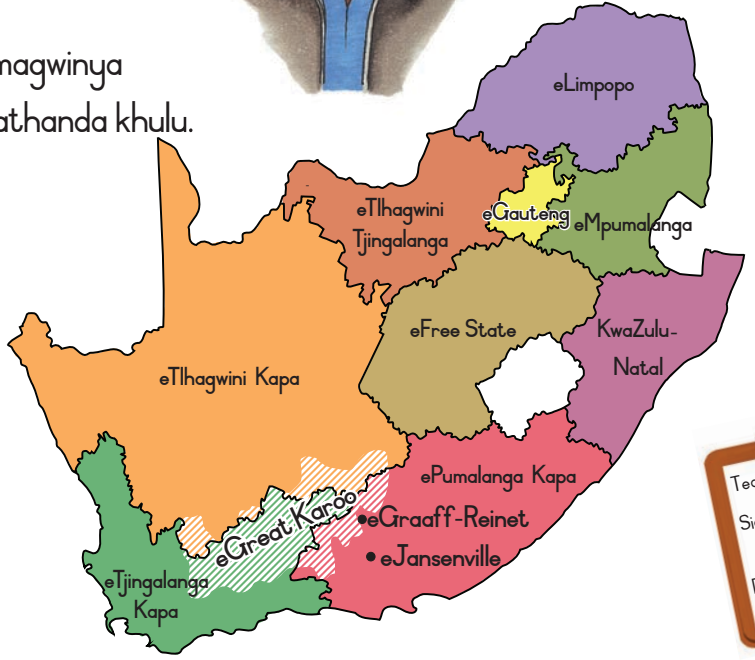 magwinya
athanda khulu.
eLimpopo
eTlhagwini
Tjingalanga
eGauteng
eMpumalanga
eFree State
KwaZulu-
Natal
eTlhagwini Kapa
ePumalanga Kapa
eGreat Karoo
eGraaff-Reinet
eJansenville
eTjingalanga
Kapa